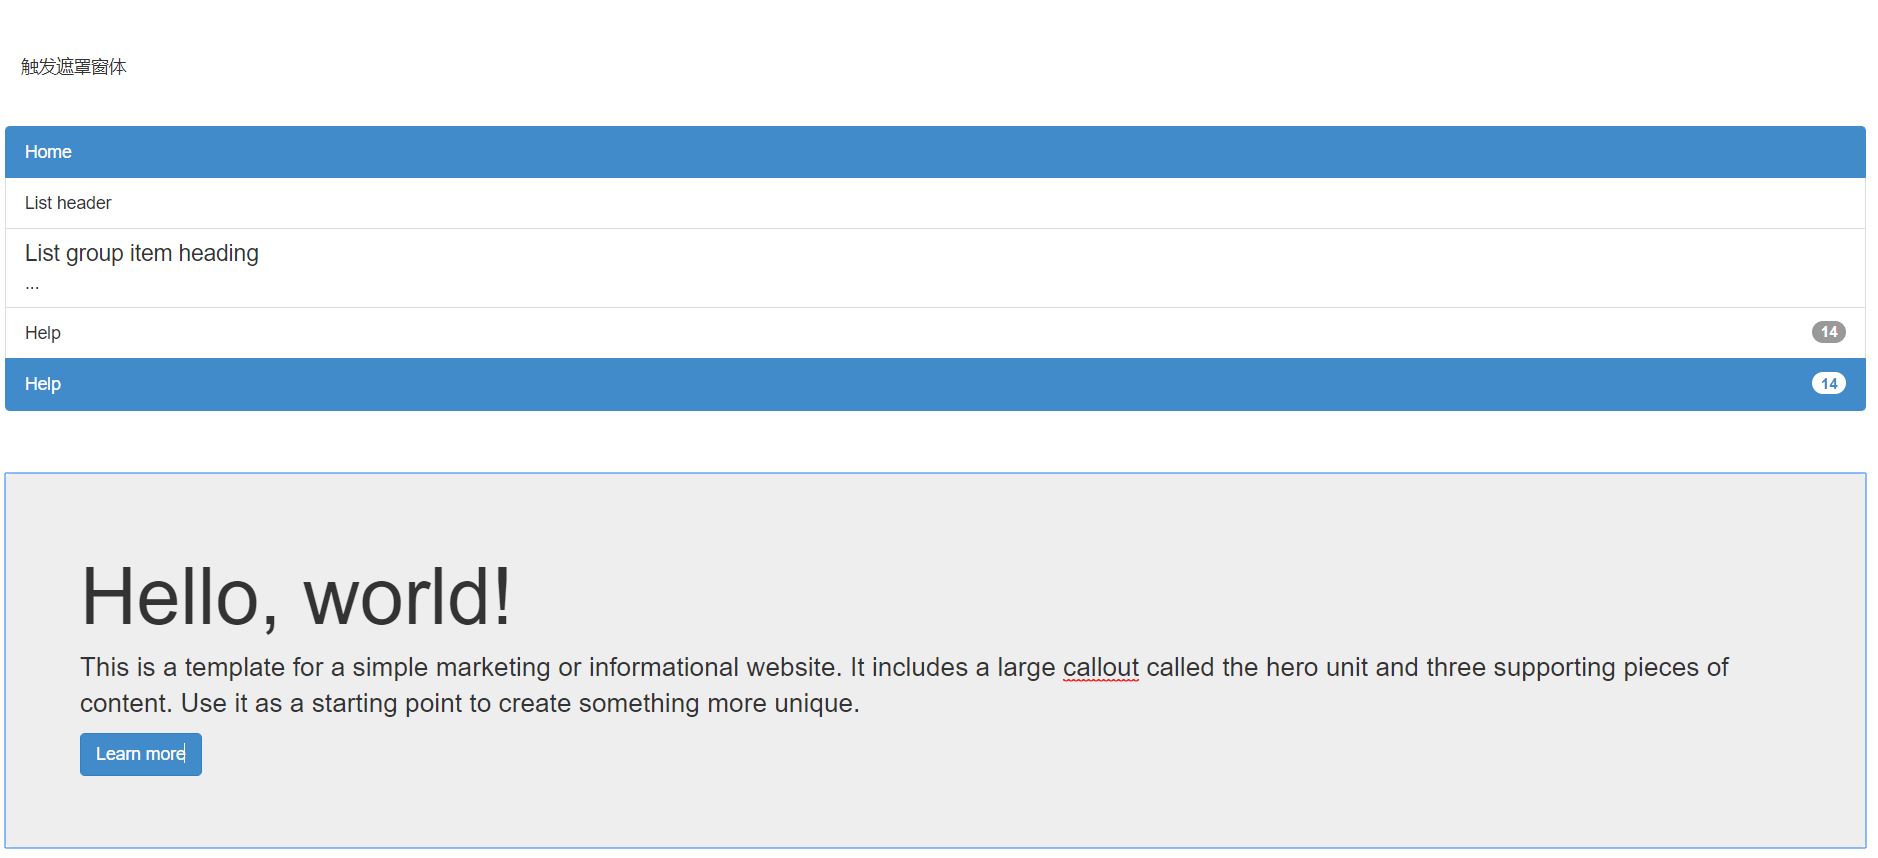 触发遮罩窗体
Home
List header
List group item heading
...
Help 14
Help 14
Hello, world!
This is a template for a simple marketing or informational website. It includes a large callout called the hero unit and three supporting pieces of
content. Use it as a starting point to create something more unique.
Learn more